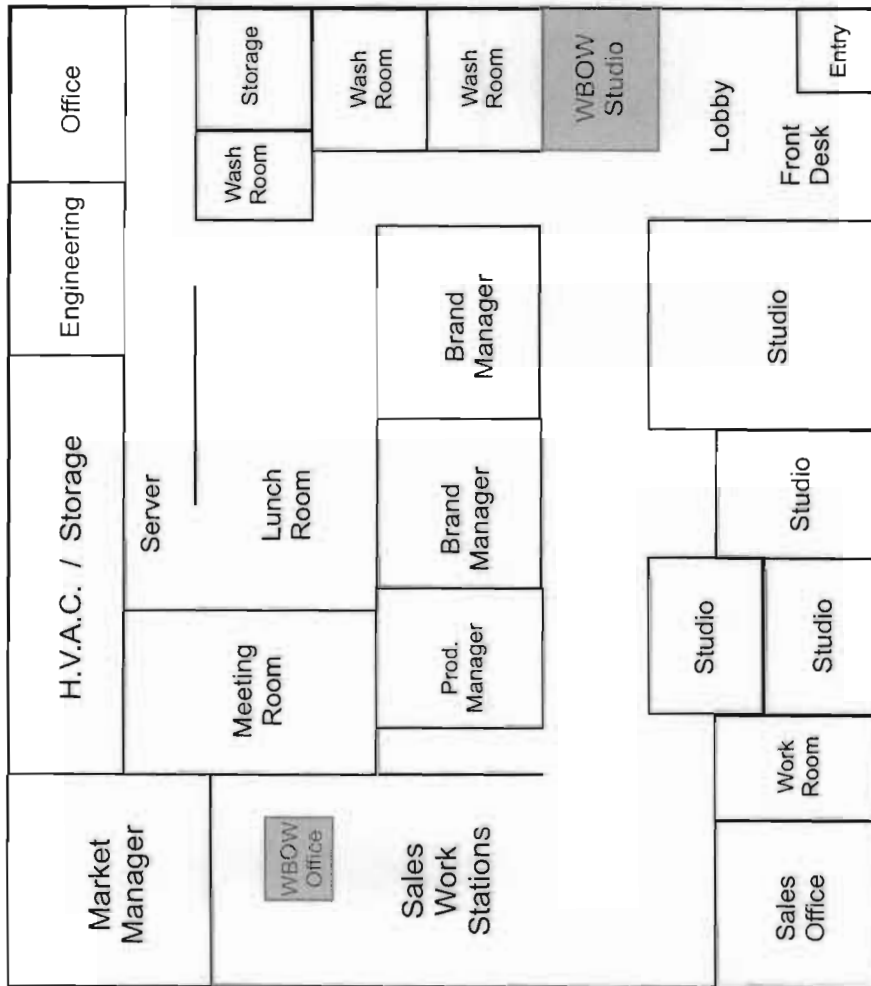 Market
Manager
H.V.A.C. / Storage
Engineering
Office
Server
Meeting
Room
Lunch
Room
Wash
Room
Storage
WBOW
Office
Wash
Room
Sales
Work
Stations
Prod.
Manager
Brand
Manager
Brand
Manager
Wash
Room
WBOW
Studio
Studio
Lobby
Sales
Office
Work
Room
Studio
Studio
Studio
Front
Desk
Entry